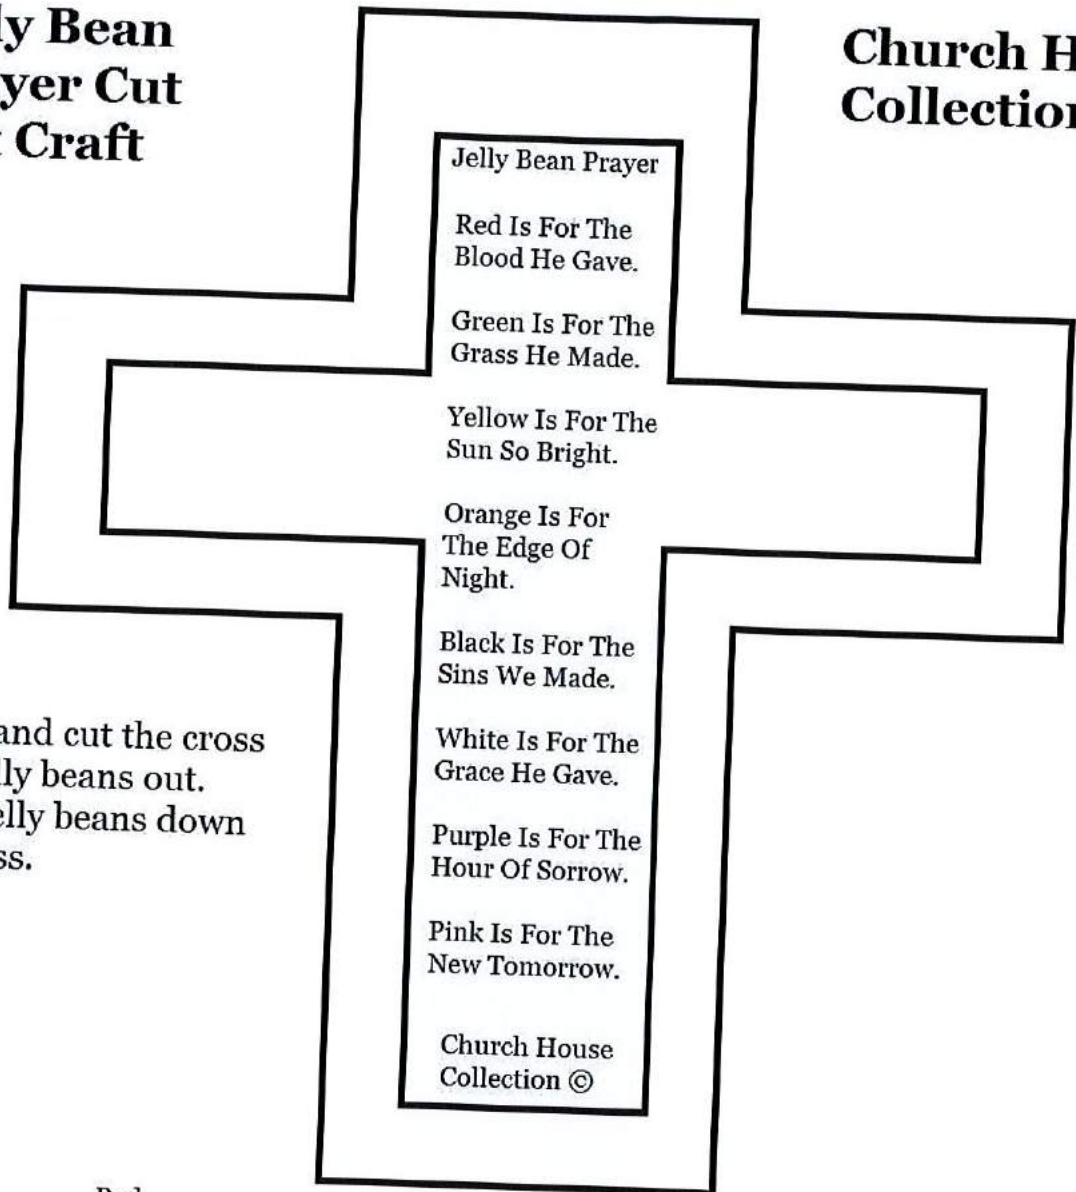 ly Bean
yer Cut
t Craft
Church H
Collection
Jelly Bean Prayer
Red Is For The
Blood He Gave.
Green Is For The
Grass He Made.
Yellow Is For The
Sun So Bright.
Orange Is For
The Edge Of
Night.
Black Is For The
Sins We Made.
White Is For The
Grace He Gave.
Purple Is For The
Hour Of Sorrow.
Pink Is For The
New Tomorrow.
and cut the cross
lly beans out.
elly beans down
ss.
Church House
Collection ©